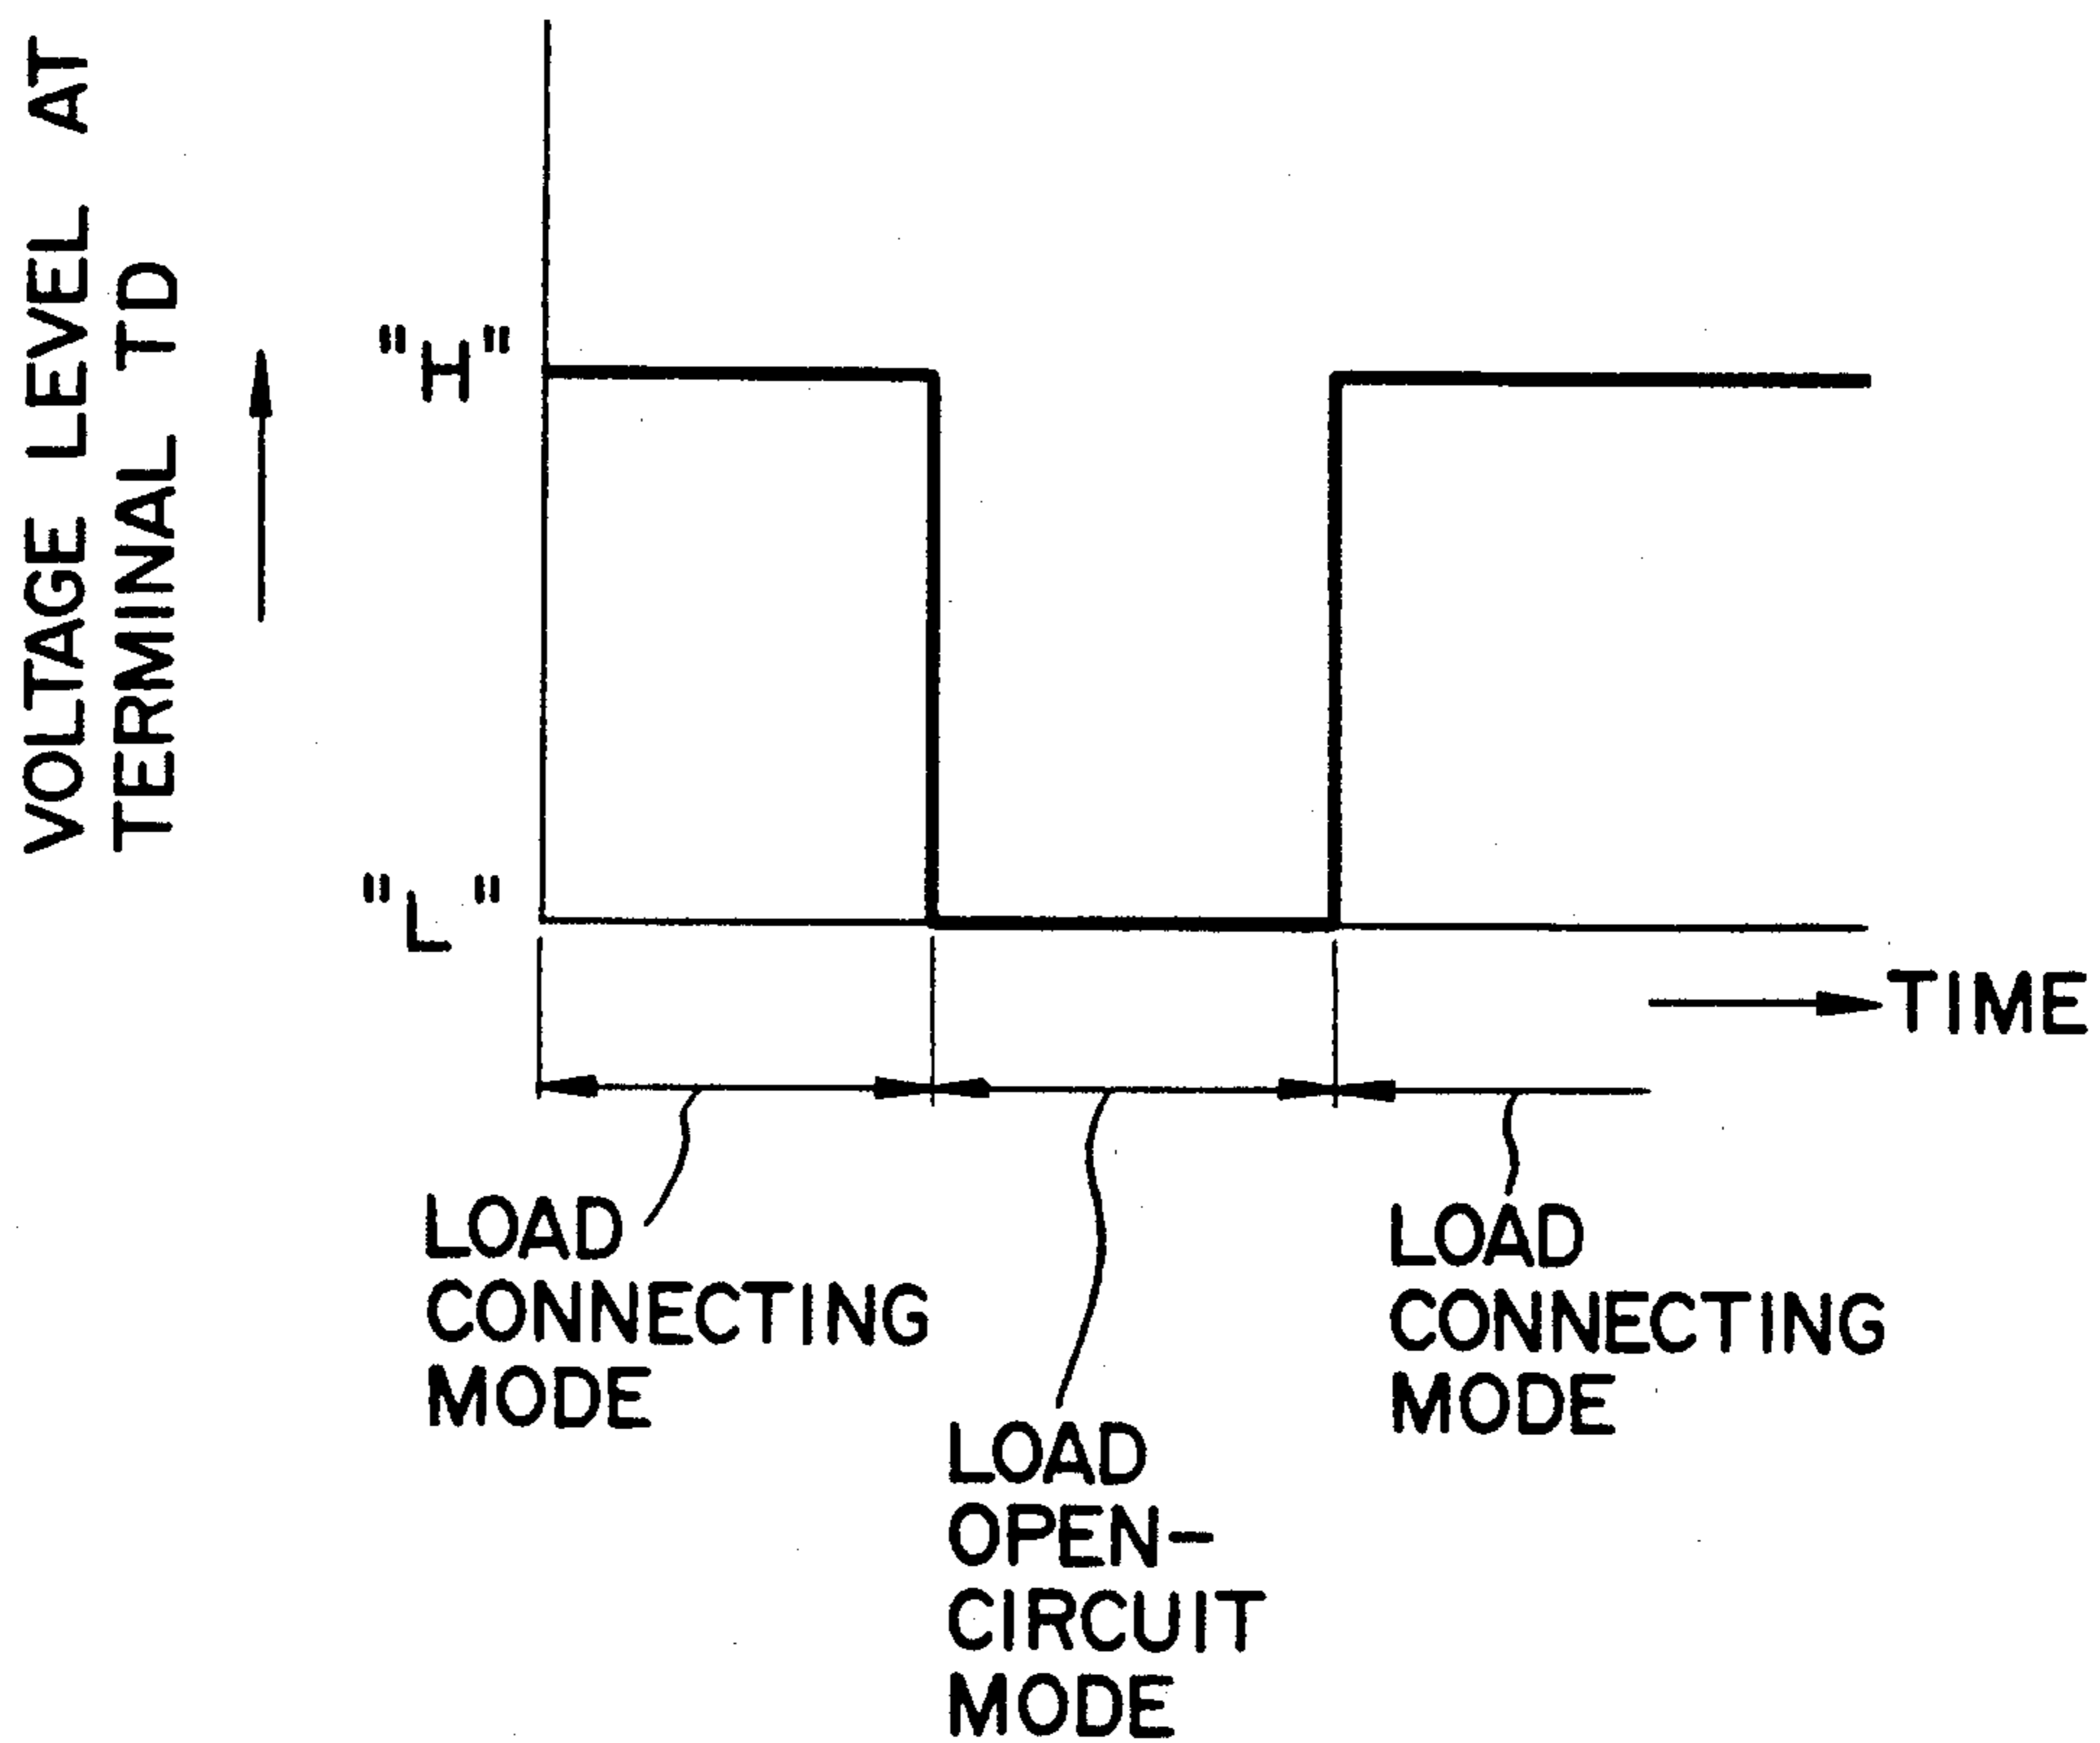 VOLTAGE LEVEL AT
TERMINAL TD
"H"
"L"
TIME
LOAD
CONNECTING
MODE
LOAD
OPEN-
CIRCUIT
MODE
LOAD
CONNECTING
MODE